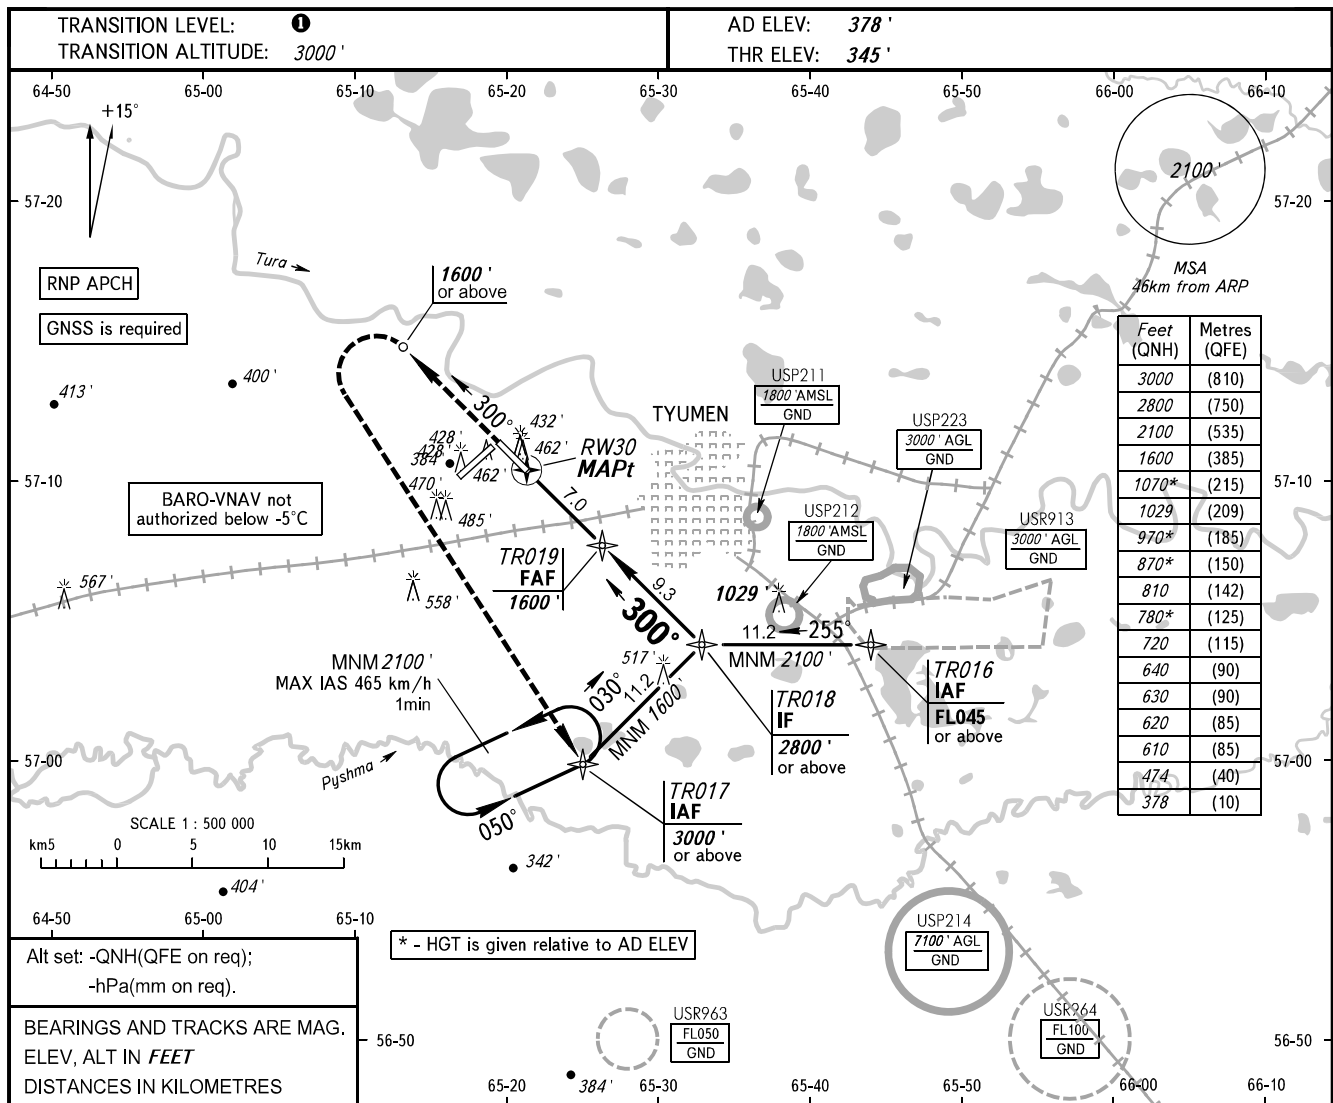 TRANSITION LEVEL: ❶
TRANSITION ALTITUDE: 3000 '
AD ELEV: 378 '
THR ELEV: 345 '
64-50 65-00 65-10 65-20 65-30 65-40 65-50 66-00 66-10
+15°
57-20
57-20
2100'
MSA
46km from ARP
Tura
RNP APCH
GNSS is required
1600 '
or above
413 '
400 '
300°
432 '
428 '
428 '
384 '
462 '
462 '
470 '
485 '
RW30
MAPt
TYUMEN
USP211
1800 'AMSL
GND
USP223
3000 ' AGL
GND
USP212
1800 'AMSL
GND
USR913
3000 ' AGL
GND
57-10
57-10
BARO-VNAV not
authorized below -5°C
7.0
TR019
FAF
1600 '
9.3
300°
567 '
558 '
1029 '
11.2 255°
MNM 2100 '
517 '
MNM 2100 '
MAX IAS 465 km/h
1min
030°
11.2
MNM 1600 '
TR018
IF
2800 '
or above
TR016
IAF
FL045
or above
57-00
57-00
Pyshma
050°
TR017
IAF
3000 '
or above
Feet
(QNH)
Metres
(QFE)
3000 (810)
2800 (750)
2100 (535)
1600 (385)
1070* (215)
1029 (209)
970* (185)
870* (150)
810 (142)
780* (125)
720 (115)
640 (90)
630 (90)
620 (85)
610 (85)
474 (40)
378 (10)
SCALE 1 : 500 000
km5 0 5 10 15km
342 '
404 '
64-50 65-00 65-10
* - HGT is given relative to AD ELEV
USP214
7100 ' AGL
GND
Alt set: -QNH(QFE on req);
-hPa(mm on req).
BEARINGS AND TRACKS ARE MAG.
ELEV, ALT IN FEET
DISTANCES IN KILOMETRES
56-50
USR963
FL050
GND
USR964
FL100
GND
56-50
384 '
65-20 65-30 65-40 65-50 66-00 66-10